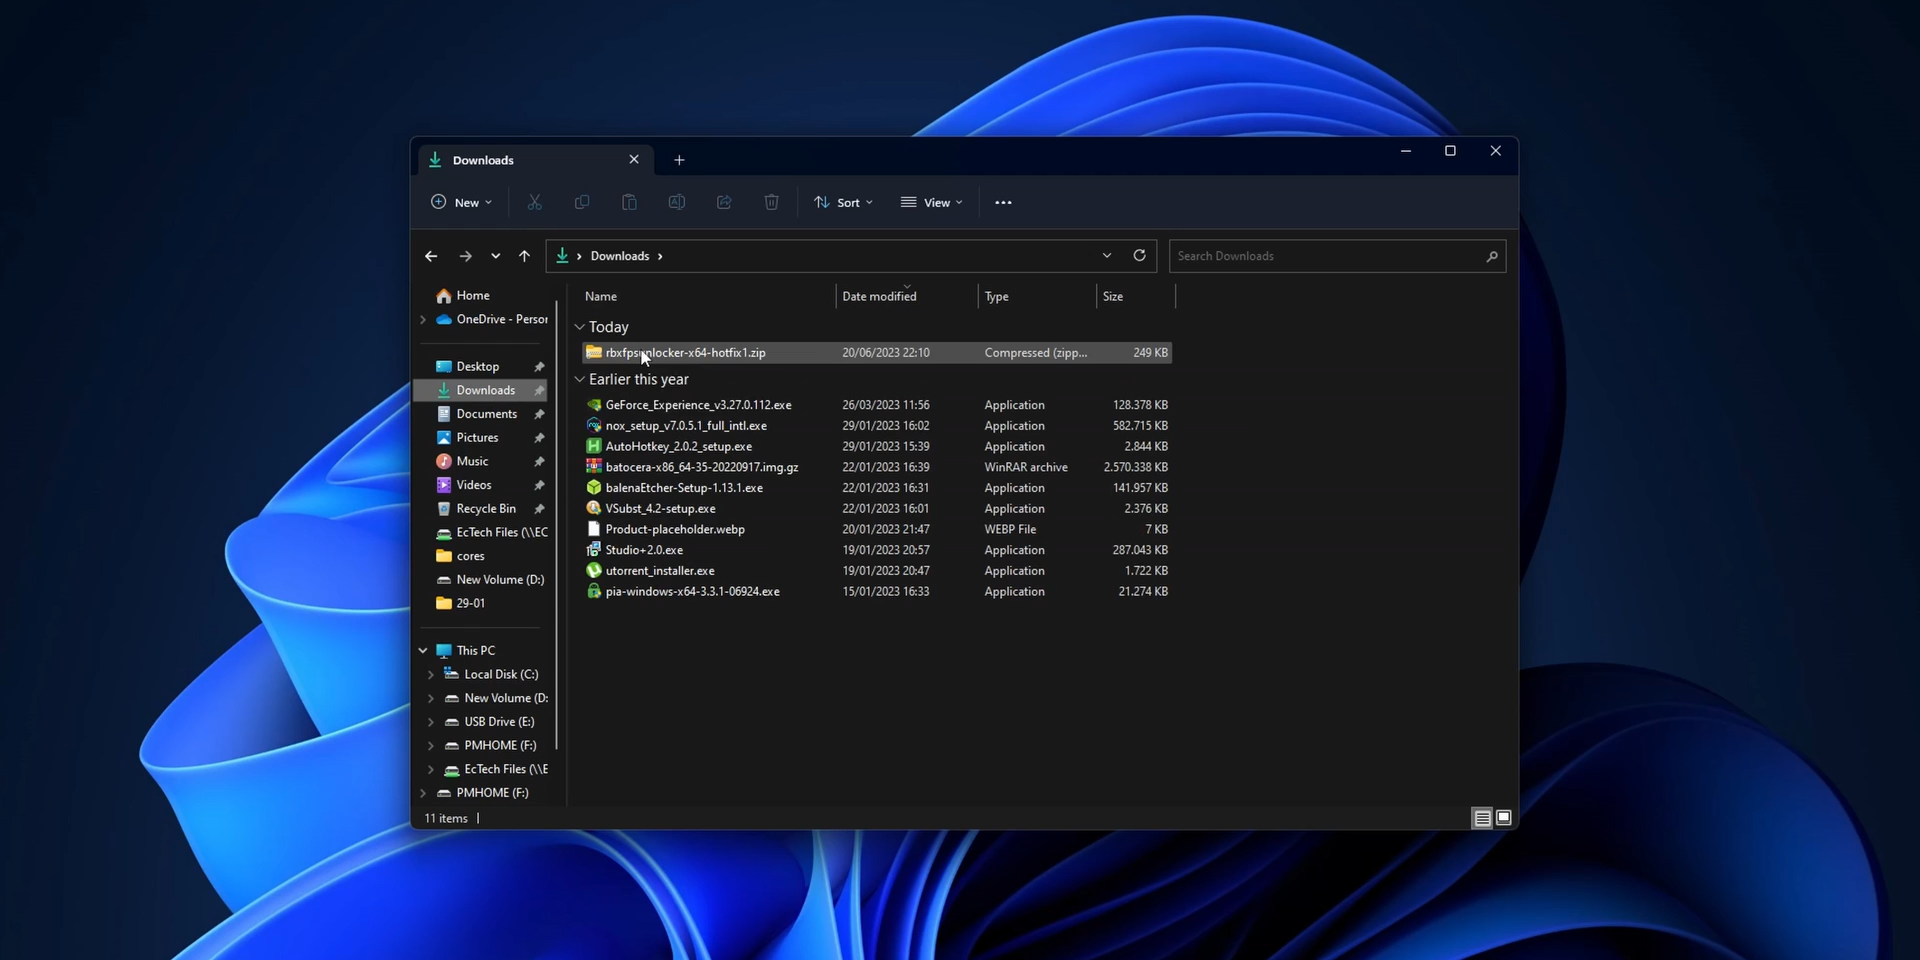 Downloads
New
Sort
View
Downloads
Search Downloads
Home
OneDrive - Persor
Desktop
Downloads
Documents
Pictures
Music
Videos
Recycle Bin
EcTech Files (\\EC
cores
New Volume (D:)
29-01
This PC
Local Disk (C:)
New Volume (D:
USB Drive (E:)
PMHOME (F:)
EcTech Files (\\E
PMHOME (F:)
Name Date modified Type Size
Today
rbxfpsunlocker-x64-hotfix1.zip 20/06/2023 22:10 Compressed (zipp... 249 KB
Earlier this year
GeForce_Experience_v3.27.0.112.exe 26/03/2023 11:56 Application 128.378 KB
nox_setup_v7.0.5.1_full_intl.exe 29/01/2023 16:02 Application 582.715 KB
AutoHotkey_2.0.2_setup.exe 29/01/2023 15:39 Application 2.844 KB
batocera-x86_64-35-20220917.img.gz 22/01/2023 16:39 WinRAR archive 2.570.338 KB
balenaEtcher-Setup-1.13.1.exe 22/01/2023 16:31 Application 141.957 KB
VSubst_4.2-setup.exe 22/01/2023 16:01 Application 2.376 KB
Product-placeholder.webp 20/01/2023 21:47 WEBP File 7 KB
Studio+2.0.exe 19/01/2023 20:57 Application 287.043 KB
utorrent_installer.exe 19/01/2023 20:47 Application 1.722 KB
pia-windows-x64-3.3.1-06924.exe 15/01/2023 16:33 Application 21.274 KB
11 items